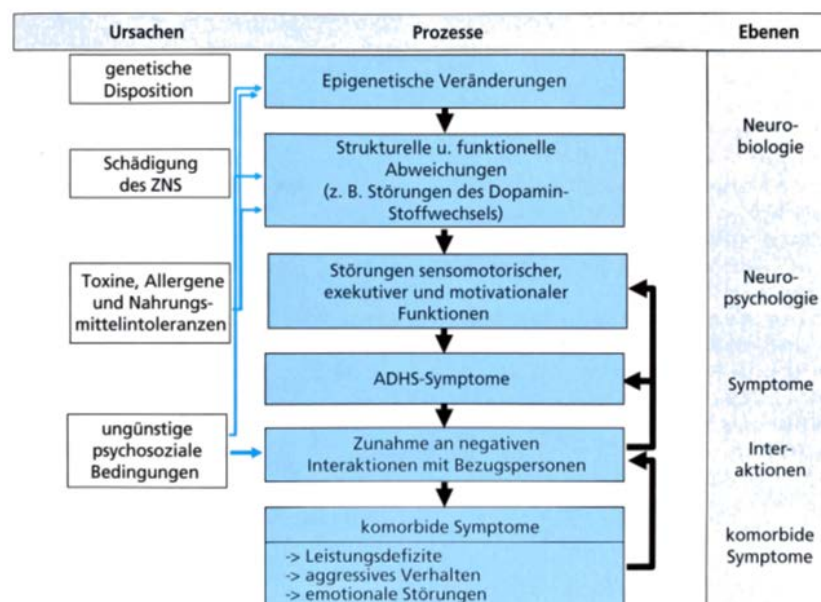 Ursachen
Prozesse
Ebenen
genetische
Disposition
Epigenetische Veränderungen
Neuro-
biologie
Schädigung
des ZNS
Strukturelle u. funktionelle
Abweichungen
(z. B. Störungen des Dopamin-
Stoffwechsels)
Toxine, Allergene
und Nahrungs-
mittelintoleranzen
Störungen sensomotorischer,
exekutiver und motivationaler
Funktionen
Neuro-
psychologie
ADHS-Symptome
Symptome
ungünstige
psychosoziale
Bedingungen
Zunahme an negativen
Interaktionen mit Bezugspersonen
Inter-
aktionen
komorbide Symptome
-> Leistungsdefizite
-> aggressives Verhalten
-> emotionale Störungen
komorbide
Symptome